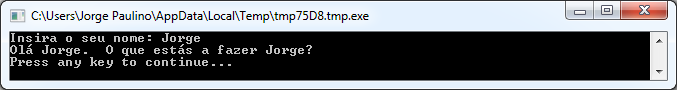 C:\Users\Jorge Paulino\AppData\Local\Temp\tmp75D8.tmp.exe
Insira o seu nome: Jorge
Olá Jorge.  O que estás a fazer Jorge?
Press any key to continue...